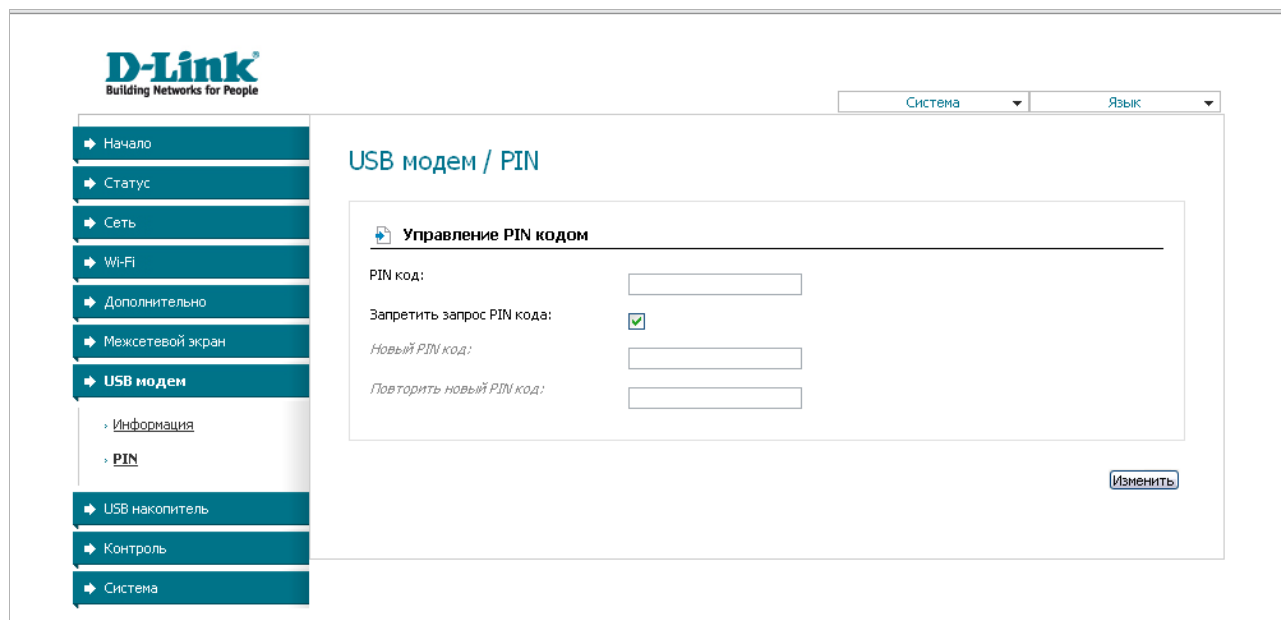 D-Link
Building Networks for People
Система
Язык
Начало
Статус
Сеть
Wi-Fi
Дополнительно
Межсетевой экран
USB модем
Информация
PIN
USB накопитель
Контроль
Система
USB модем / PIN
Управление PIN кодом
PIN код:
Запретить запрос PIN кода:
Новый PIN код:
Повторить новый PIN код:
Изменить